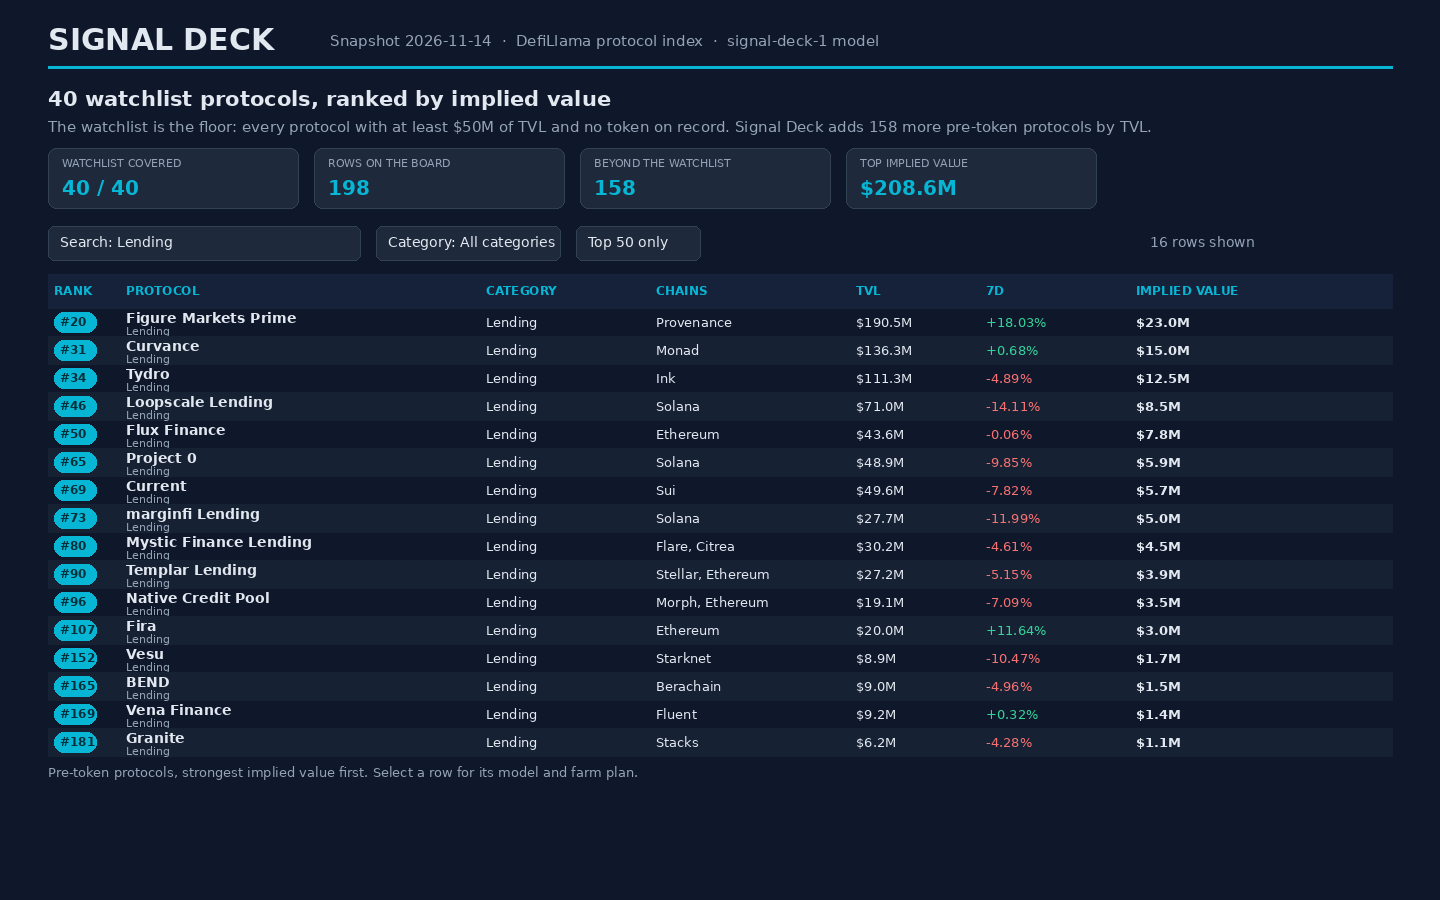 SIGNAL DECK Snapshot 2026-11-14 · DefiLlama protocol index · signal-deck-1 model
40 watchlist protocols, ranked by implied value
The watchlist is the floor: every protocol with at least $50M of TVL and no token on record. Signal Deck adds 158 more pre-token protocols by TVL.
WATCHLIST COVERED ROWS ON THE BOARD BEYOND THE WATCHLIST TOP IMPLIED VALUE
40 / 40 198 158 $208.6M
Search: Lending Category: All categories Top 50 only 16 rows shown
RANK PROTOCOL CATEGORY CHAINS TVL 7D IMPLIED VALUE
#20 Figure Markets Prime Lending Provenance $190.5M +18.03% $23.0M
Lending
#31 Curvance Lending Monad $136.3M +0.68% $15.0M
Lending
#34 Tydro Lending Ink $111.3M -4.89% $12.5M
Lending
#46 Loopscale Lending Lending Solana $71.0M -14.11% $8.5M
Lending
#50 Flux Finance Lending Ethereum $43.6M -0.06% $7.8M
Lending
#65 Project 0 Lending Solana $48.9M -9.85% $5.9M
Lending
#69 Current Lending Sui $49.6M -7.82% $5.7M
Lending
#73 marginfi Lending Lending Solana $27.7M -11.99% $5.0M
Lending
#80 Mystic Finance Lending Lending Flare, Citrea $30.2M -4.61% $4.5M
Lending
#90 Templar Lending Lending Stellar, Ethereum $27.2M -5.15% $3.9M
Lending
#96 Native Credit Pool Lending Morph, Ethereum $19.1M -7.09% $3.5M
Lending
#107 Fira Lending Ethereum $20.0M +11.64% $3.0M
Lending
#152 Vesu Lending Starknet $8.9M -10.47% $1.7M
Lending
#165 BEND Lending Berachain $9.0M -4.96% $1.5M
Lending
#169 Vena Finance Lending Fluent $9.2M +0.32% $1.4M
Lending
#181 Granite Lending Stacks $6.2M -4.28% $1.1M
Lending
Pre-token protocols, strongest implied value first. Select a row for its model and farm plan.